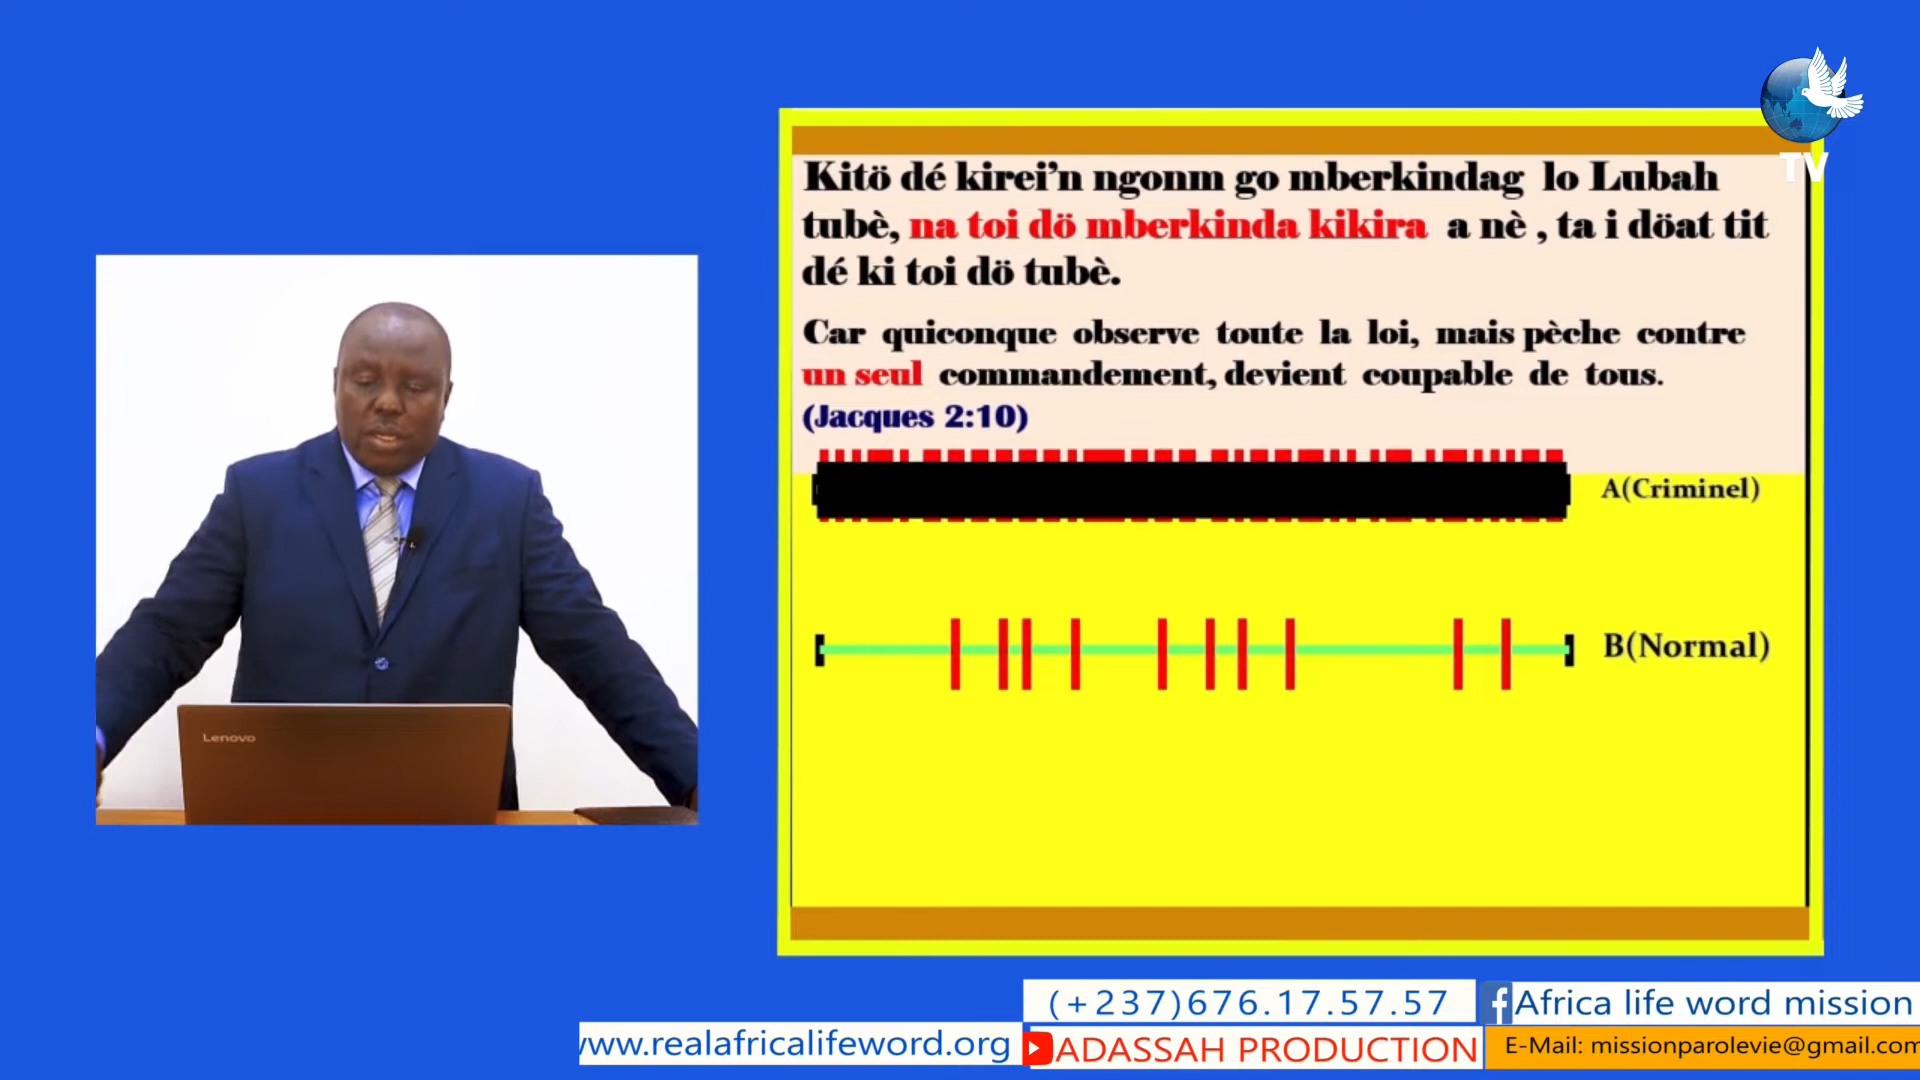 TV
Kitö dé kirei’n ngonm go mberkindag lo Lubah
tubè, na toi dö mberkinda kikira a nè , ta i döat tit
dé ki toi dö tubè.
Car quiconque observe toute la loi, mais pèche contre
un seul commandement, devient coupable de tous.
(Jacques 2:10)
A(Criminel)
B(Normal)
Lenovo
(+237)676.17.57.57
Africa life word mission
www.realafricalifeword.org
ADASSAH PRODUCTION
E-Mail: missionparolevie@gmail.com